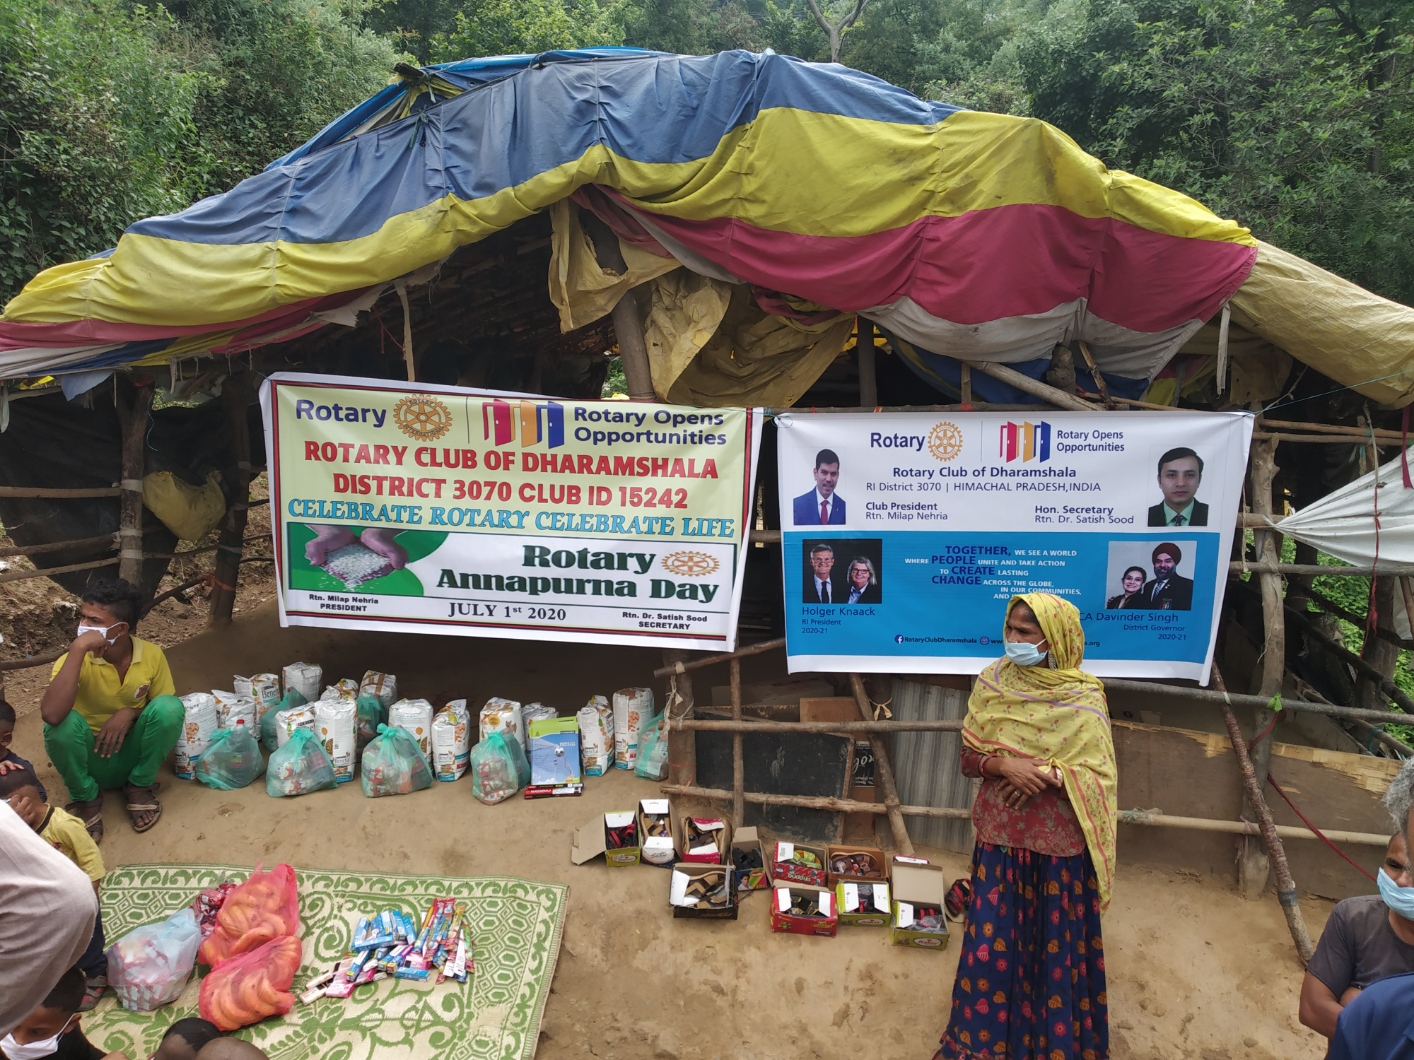 Rotary
Rotary Opens
Opportunities
ROTARY CLUB OF DHARAMSHALA
DISTRICT 3070 CLUB ID 15242
CELEBRATE ROTARY CELEBRATE LIFE
Rotary
Annapurna Day
Rtn. Milap Nehria
PRESIDENT
JULY 1st 2020
Rtn. Dr. Satish Sood
SECRETARY
Rotary
Rotary Opens
Opportunities
Rotary Club of Dharamshala
RI District 3070 | HIMACHAL PRADESH,INDIA
Club President
Rtn. Milap Nehria
Hon. Secretary
Rtn. Dr. Satish Sood
TOGETHER, WE SEE A WORLD
WHERE PEOPLE UNITE AND TAKE ACTION
TO CREATE LASTING
CHANGE ACROSS THE GLOBE,
IN OUR COMMUNITIES,
Holger Knaack
RI President
2020-21
CA Davinder Singh
District Governor
2020-21
RotaryClubDharamshala